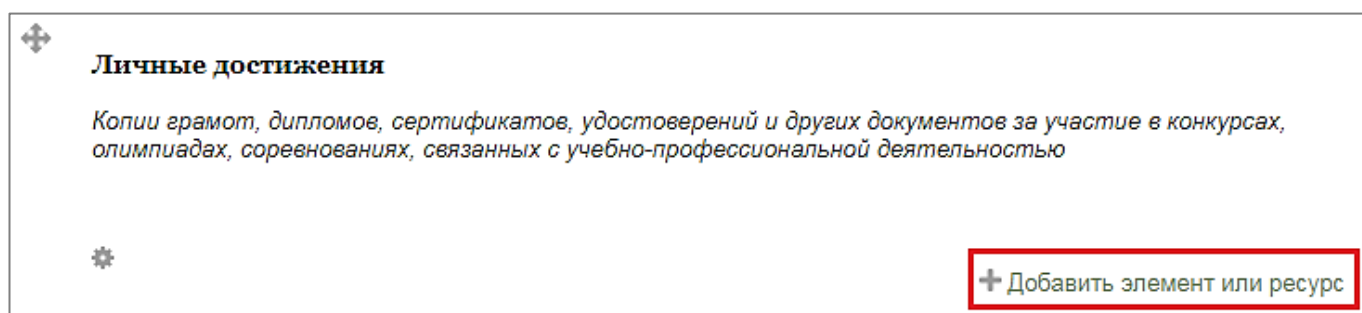 Личные достижения
Копии грамот, дипломов, сертификатов, удостоверений и других документов за участие в конкурсах,
олимпиадах, соревнованиях, связанных с учебно-профессиональной деятельностью
Добавить элемент или ресурс